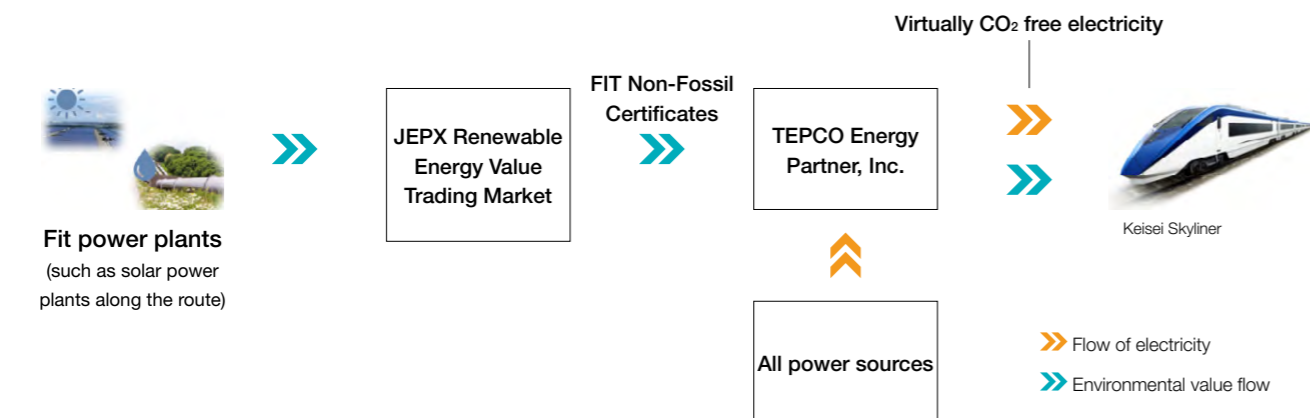 Virtually CO₂ free electricity
FIT Non-Fossil
Certificates
JEPX Renewable
Energy Value
Trading Market
TEPCO Energy
Partner, Inc.
Fit power plants
(such as solar power
plants along the route)
Keisei Skyliner
All power sources
Flow of electricity
Environmental value flow